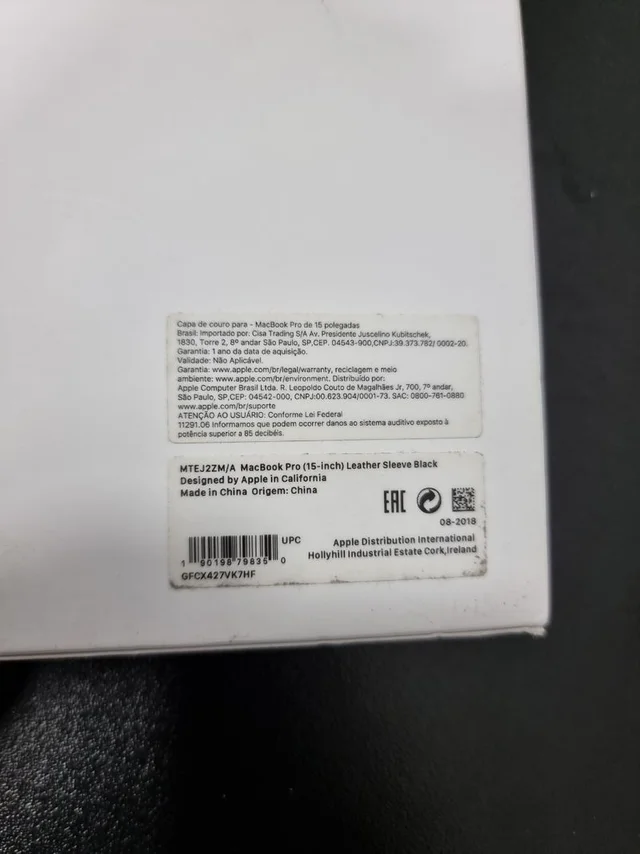 Capa de couro para - MacBook Pro de 15 polegadas
Brasil: Importado por: Cisa Trading S/A Av. Presidente Juscelino Kubitschek,
1830, Torre 2, 8º andar São Paulo, SP,CEP. 04543-900,CNPJ:39.373.782/ 0002-20.
Garantia: 1 ano da data de aquisição.
Validade: Não Aplicável.
Garantia: www.apple.com/br/legal/warranty, reciclagem e meio
ambiente: www.apple.com/br/environment. Distribuído por:
Apple Computer Brasil Ltda. R. Leopoldo Couto de Magalhães Jr, 700, 7º andar,
São Paulo, SP,CEP: 04542-000, CNPJ:00.623.904/0001-73. SAC: 0800-761-0880
www.apple.com/br/suporte
ATENÇÃO AO USUÁRIO: Conforme Lei Federal
11291.06 Informamos que podem ocorrer danos ao sistema auditivo exposto à
potência superior a 85 decibéis.
MTEJ2ZM/A MacBook Pro (15-inch) Leather Sleeve Black
Designed by Apple in California
Made in China Origem: China
EAC
08-2018
UPC
1 90198 79835 0
GFCX427VK7HF
Apple Distribution International
Hollyhill Industrial Estate Cork,Ireland